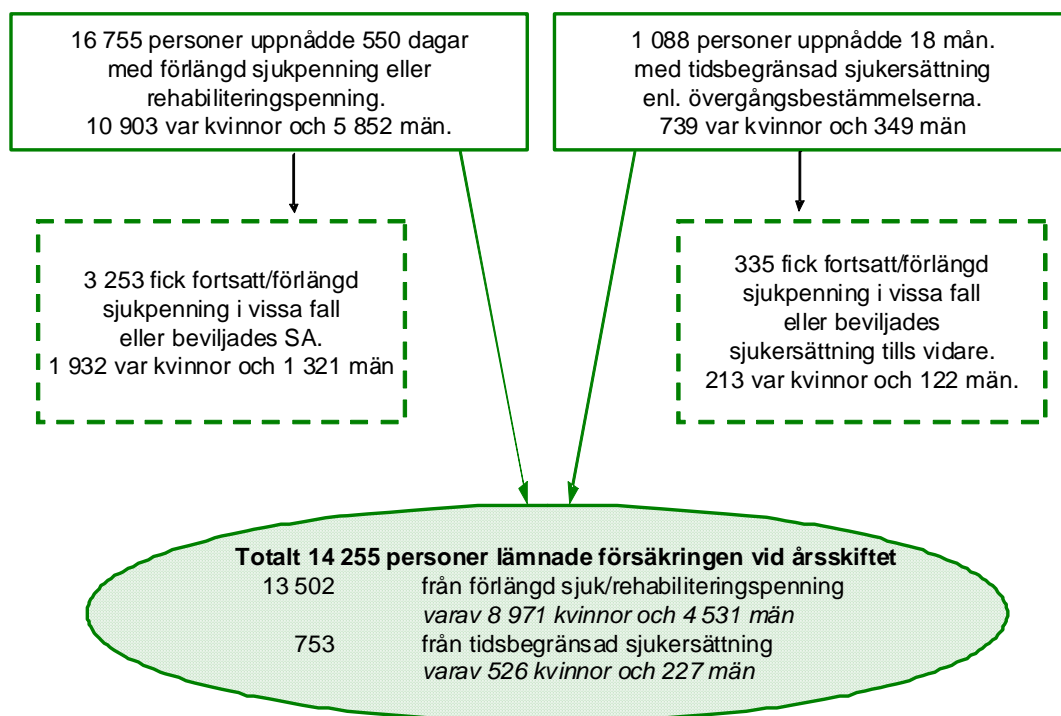 16 755 personer uppnådde 550 dagar
med förlängd sjukpenning eller
rehabiliteringspenning.
10 903 var kvinnor och 5 852 män.
1 088 personer uppnådde 18 mån.
med tidsbegränsad sjukersättning
enl. övergångsbestämmelserna.
739 var kvinnor och 349 män
3 253 fick fortsatt/förlängd
sjukpenning i vissa fall
eller beviljades SA.
1 932 var kvinnor och 1 321 män
335 fick fortsatt/förlängd
sjukpenning i vissa fall
eller beviljades
sjukersättning tills vidare.
213 var kvinnor och 122 män.
Totalt 14 255 personer lämnade försäkringen vid årsskiftet
13 502 från förlängd sjuk/rehabiliteringspenning
varav 8 971 kvinnor och 4 531 män
753 från tidsbegränsad sjukersättning
varav 526 kvinnor och 227 män